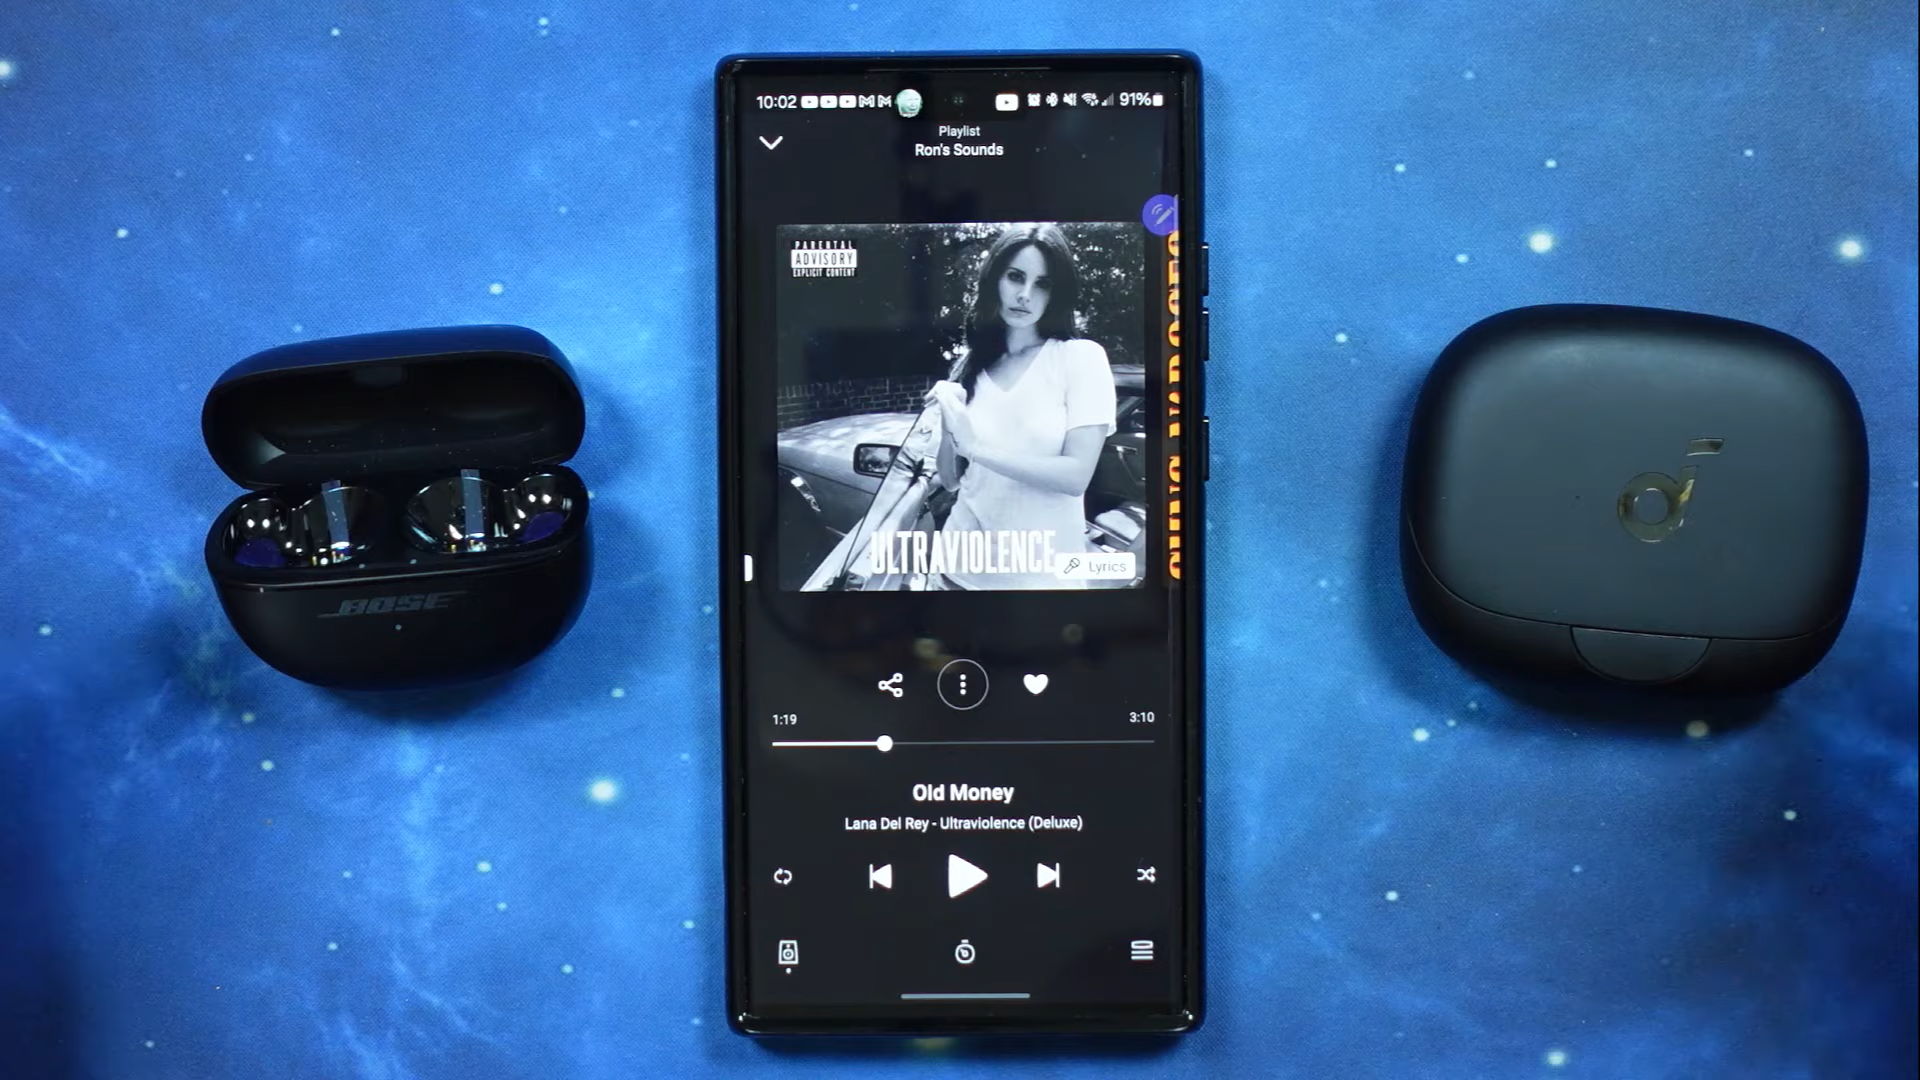 10:02
91%
Playlist
Ron's Sounds
PARENTAL
ADVISORY
EXPLICIT CONTENT
ULTRAVIOLENCE
Lyrics
BOSE
1:19
3:10
Old Money
Lana Del Rey - Ultraviolence (Deluxe)